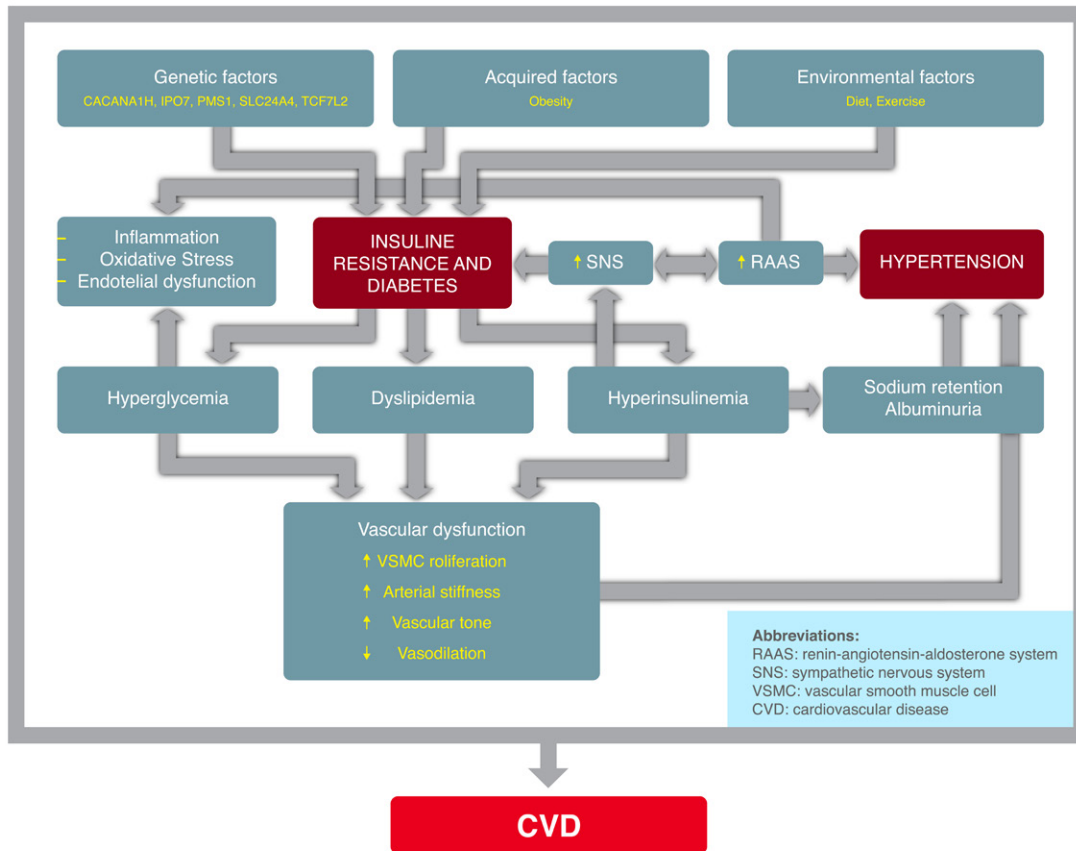 Genetic factors
CACANA1H, IPO7, PMS1, SLC24A4, TCF7L2
Acquired factors
Obesity
Environmental factors
Diet, Exercise
Inflammation
Oxidative Stress
Endotelial dysfunction
INSULINE
RESISTANCE AND
DIABETES
↑ SNS
↑ RAAS
HYPERTENSION
Hyperglycemia
Dyslipidemia
Hyperinsulinemia
Sodium retention
Albuminuria
Vascular dysfunction
↑ VSMC roliferation
↑ Arterial stiffness
↑ Vascular tone
↓ Vasodilation
Abbreviations:
RAAS: renin-angiotensin-aldosterone system
SNS: sympathetic nervous system
VSMC: vascular smooth muscle cell
CVD: cardiovascular disease
CVD